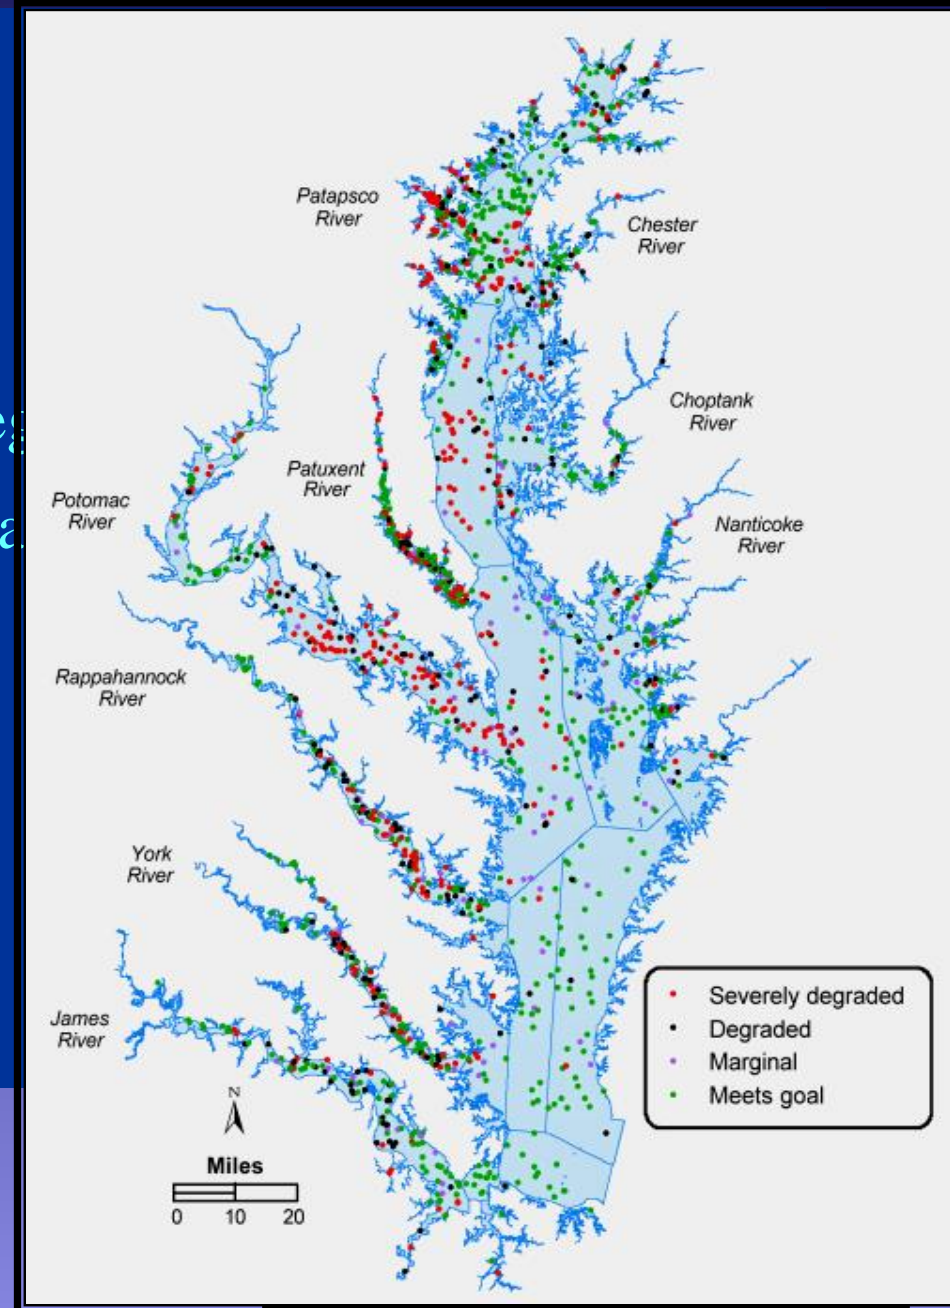 Patapsco
River
Chester
River
Choptank
River
Patuxent
River
Potomac
River
Nanticoke
River
Rappahannock
River
York
River
James
River
Severely degraded
Degraded
Marginal
Meets goal
N
Miles
0 10 20